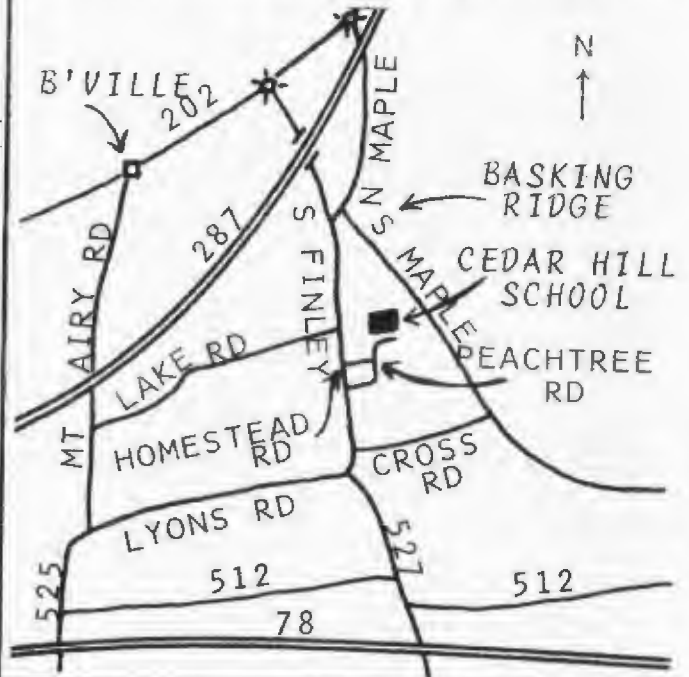 N
B'VILLE
202
N MAPLE
BASKING
RIDGE
287
S FINLEY
S MAPLE
CEDAR HILL
SCHOOL
MT AIRY RD
LAKE RD
PEACHTREE
RD
HOMESTEAD
RD
CROSS
RD
LYONS RD
525
512
527
512
78